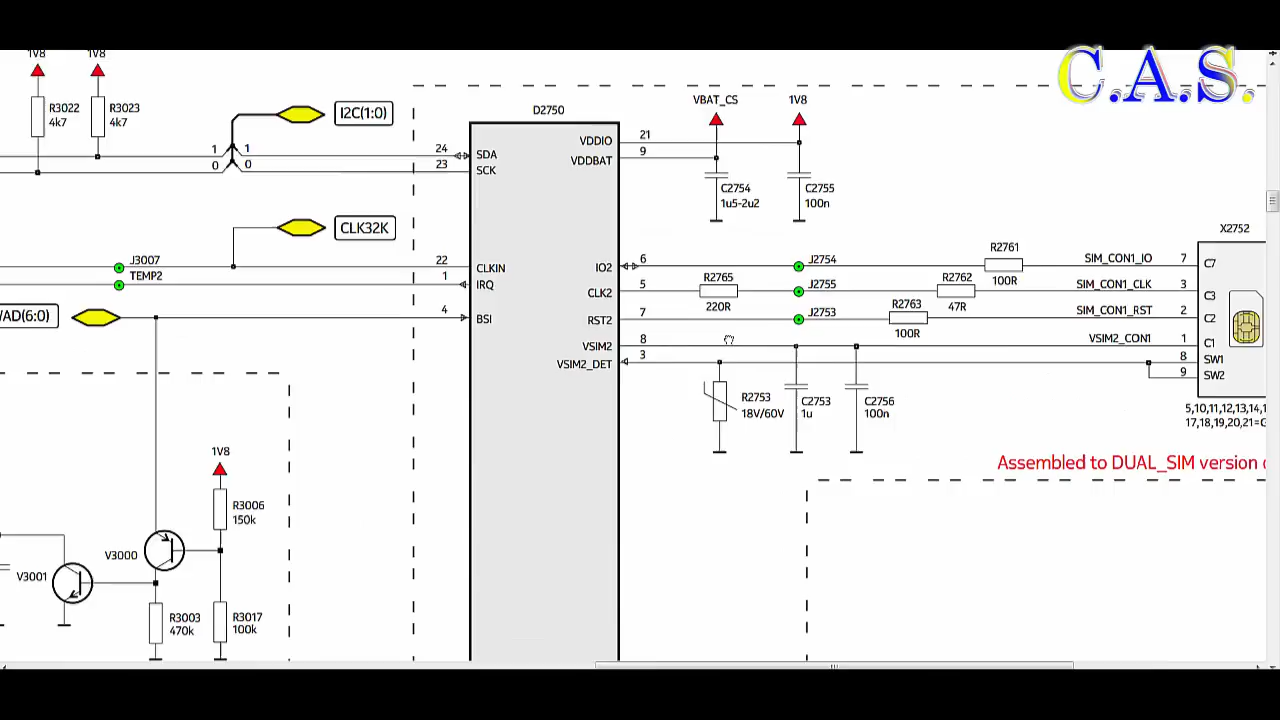 C.A.S.
1V8
1V8
R3022
4k7
R3023
4k7
I2C(1:0)
1
1
0
0
24
23
SDA
SCK
D2750
VDDIO
VDDBAT
21
9
VBAT_CS
1V8
C2754
1u5-2u2
C2755
100n
CLK32K
J3007
TEMP2
22
1
CLKIN
IRQ
/AD(6:0)
4
BSI
IO2
CLK2
RST2
VSIM2
VSIM2_DET
6
5
7
8
3
R2765
220R
J2754
J2755
J2753
R2761
100R
R2762
47R
R2763
100R
SIM_CON1_IO
SIM_CON1_CLK
SIM_CON1_RST
VSIM2_CON1
X2752
7
3
2
1
8
9
C7
C3
C2
C1
SW1
SW2
R2753
18V/60V
C2753
1u
C2756
100n
5,10,11,12,13,14,1
17,18,19,20,21=G
Assembled to DUAL_SIM version
1V8
R3006
150k
V3000
V3001
R3003
470k
R3017
100k